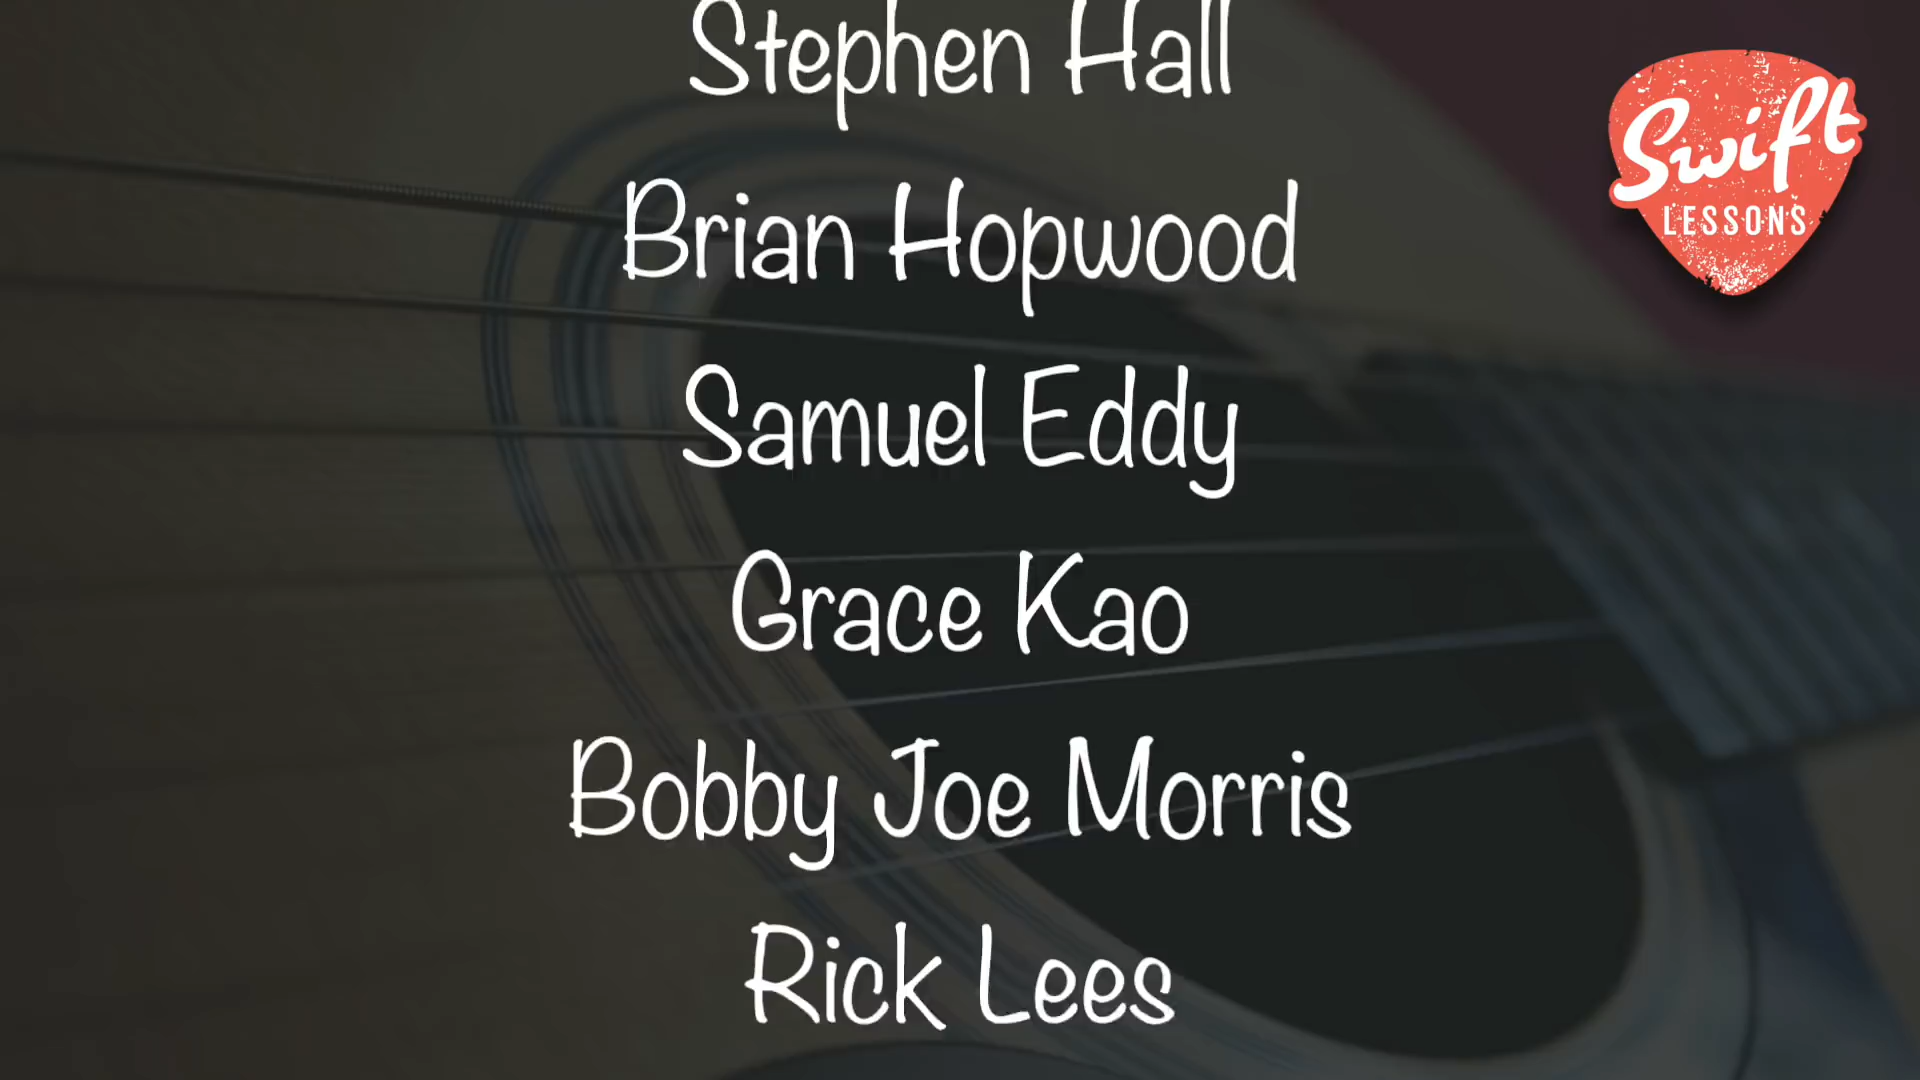 Stephen Hall
Brian Hopwood
Samuel Eddy
Grace Kao
Bobby Joe Morris
Rick Lees
Swift
LESSONS